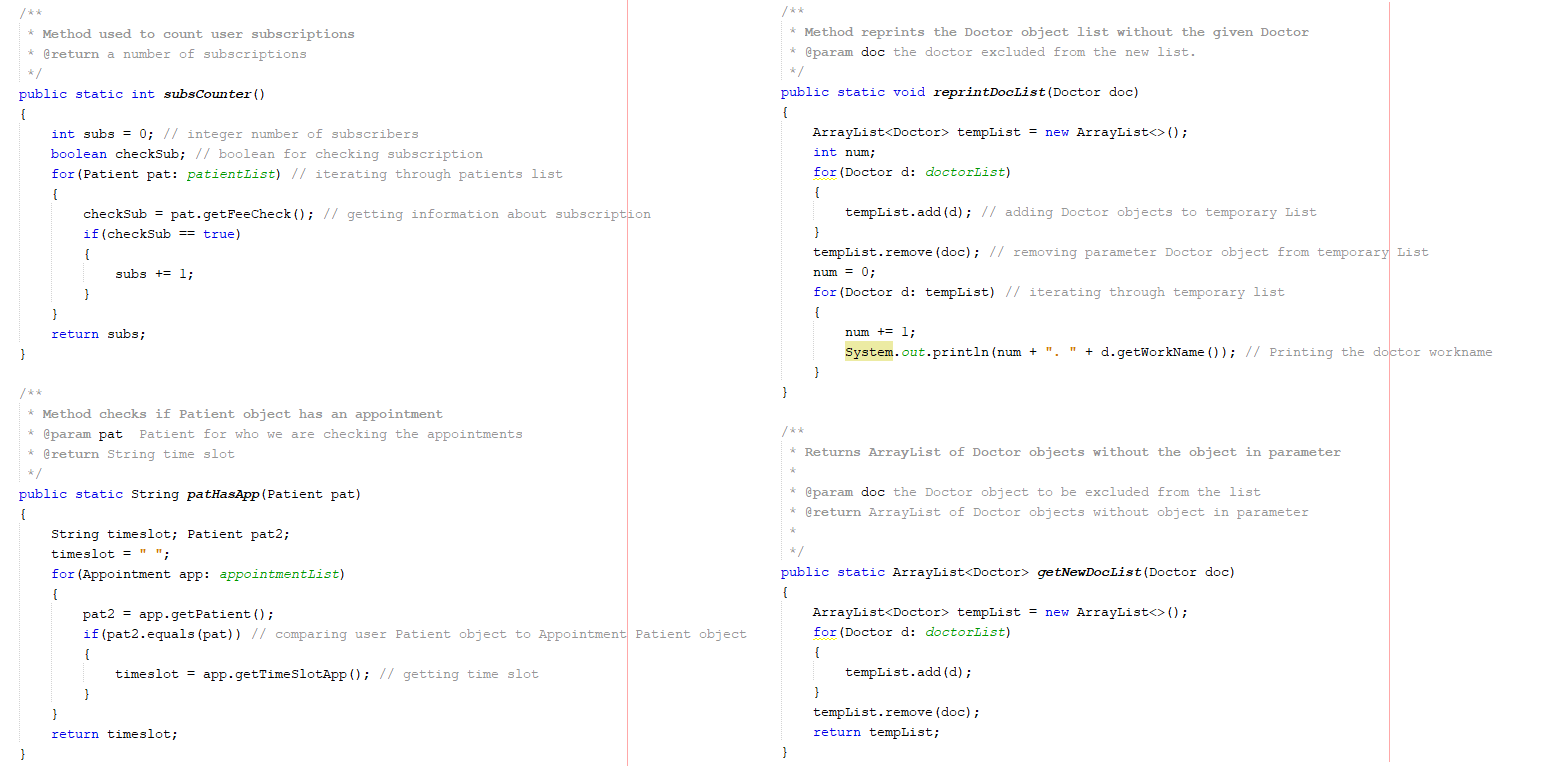 /**
 * Method used to count user subscriptions
 * @return a number of subscriptions
 */
public static int subsCounter()
{
    int subs = 0; // integer number of subscribers
    boolean checkSub; // boolean for checking subscription
    for(Patient pat: patientList) // iterating through patients list
    {
        checkSub = pat.getFeeCheck(); // getting information about subscription
        if(checkSub == true)
        {
            subs += 1;
        }
    }
    return subs;
}

/**
 * Method checks if Patient object has an appointment
 * @param pat  Patient for who we are checking the appointments
 * @return String time slot
 */
public static String patHasApp(Patient pat)
{
    String timeslot; Patient pat2;
    timeslot = " ";
    for(Appointment app: appointmentList)
    {
        pat2 = app.getPatient();
        if(pat2.equals(pat)) // comparing user Patient object to Appointment Patient object
        {
            timeslot = app.getTimeSlotApp(); // getting time slot
        }
    }
    return timeslot;
}

/**
 * Method reprints the Doctor object list without the given Doctor
 * @param doc the doctor excluded from the new list.
 */
public static void reprintDocList(Doctor doc)
{
    ArrayList<Doctor> tempList = new ArrayList<>();
    int num;
    for(Doctor d: doctorList)
    {
        tempList.add(d); // adding Doctor objects to temporary List
    }
    tempList.remove(doc); // removing parameter Doctor object from temporary List
    num = 0;
    for(Doctor d: tempList) // iterating through temporary list
    {
        num += 1;
        System.out.println(num + ". " + d.getWorkName()); // Printing the doctor workname
    }
}

/**
 * Returns ArrayList of Doctor objects without the object in parameter
 *
 * @param doc the Doctor object to be excluded from the list
 * @return ArrayList of Doctor objects without object in parameter
 *
 */
public static ArrayList<Doctor> getNewDocList(Doctor doc)
{
    ArrayList<Doctor> tempList = new ArrayList<>();
    for(Doctor d: doctorList)
    {
        tempList.add(d);
    }
    tempList.remove(doc);
    return tempList;
}